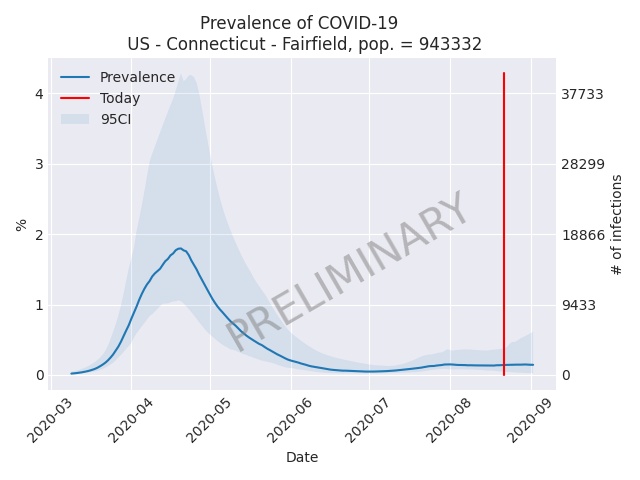 Prevalence of COVID-19
US - Connecticut - Fairfield, pop. = 943332
Prevalence
Today
95CI
4
3
2
1
0
%
37733
28299
18866
9433
0
# of infections
PRELIMINARY
2020-03
2020-04
2020-05
2020-06
2020-07
2020-08
2020-09
Date